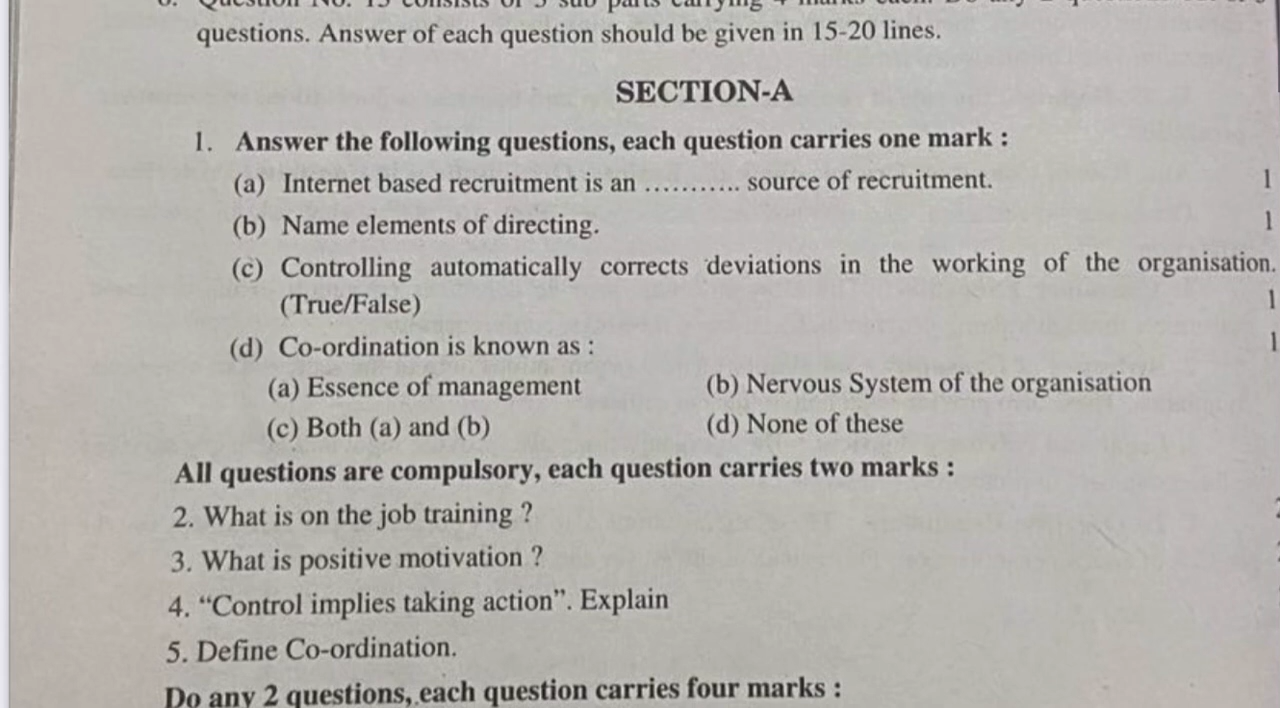 questions. Answer of each question should be given in 15-20 lines.
SECTION-A
1. Answer the following questions, each question carries one mark :
(a) Internet based recruitment is an ........... source of recruitment. 1
(b) Name elements of directing. 1
(c) Controlling automatically corrects deviations in the working of the organisation.
(True/False) 1
(d) Co-ordination is known as : 1
(a) Essence of management (b) Nervous System of the organisation
(c) Both (a) and (b) (d) None of these
All questions are compulsory, each question carries two marks :
2. What is on the job training ?
3. What is positive motivation ?
4. “Control implies taking action”. Explain
5. Define Co-ordination.
Do any 2 questions, each question carries four marks :